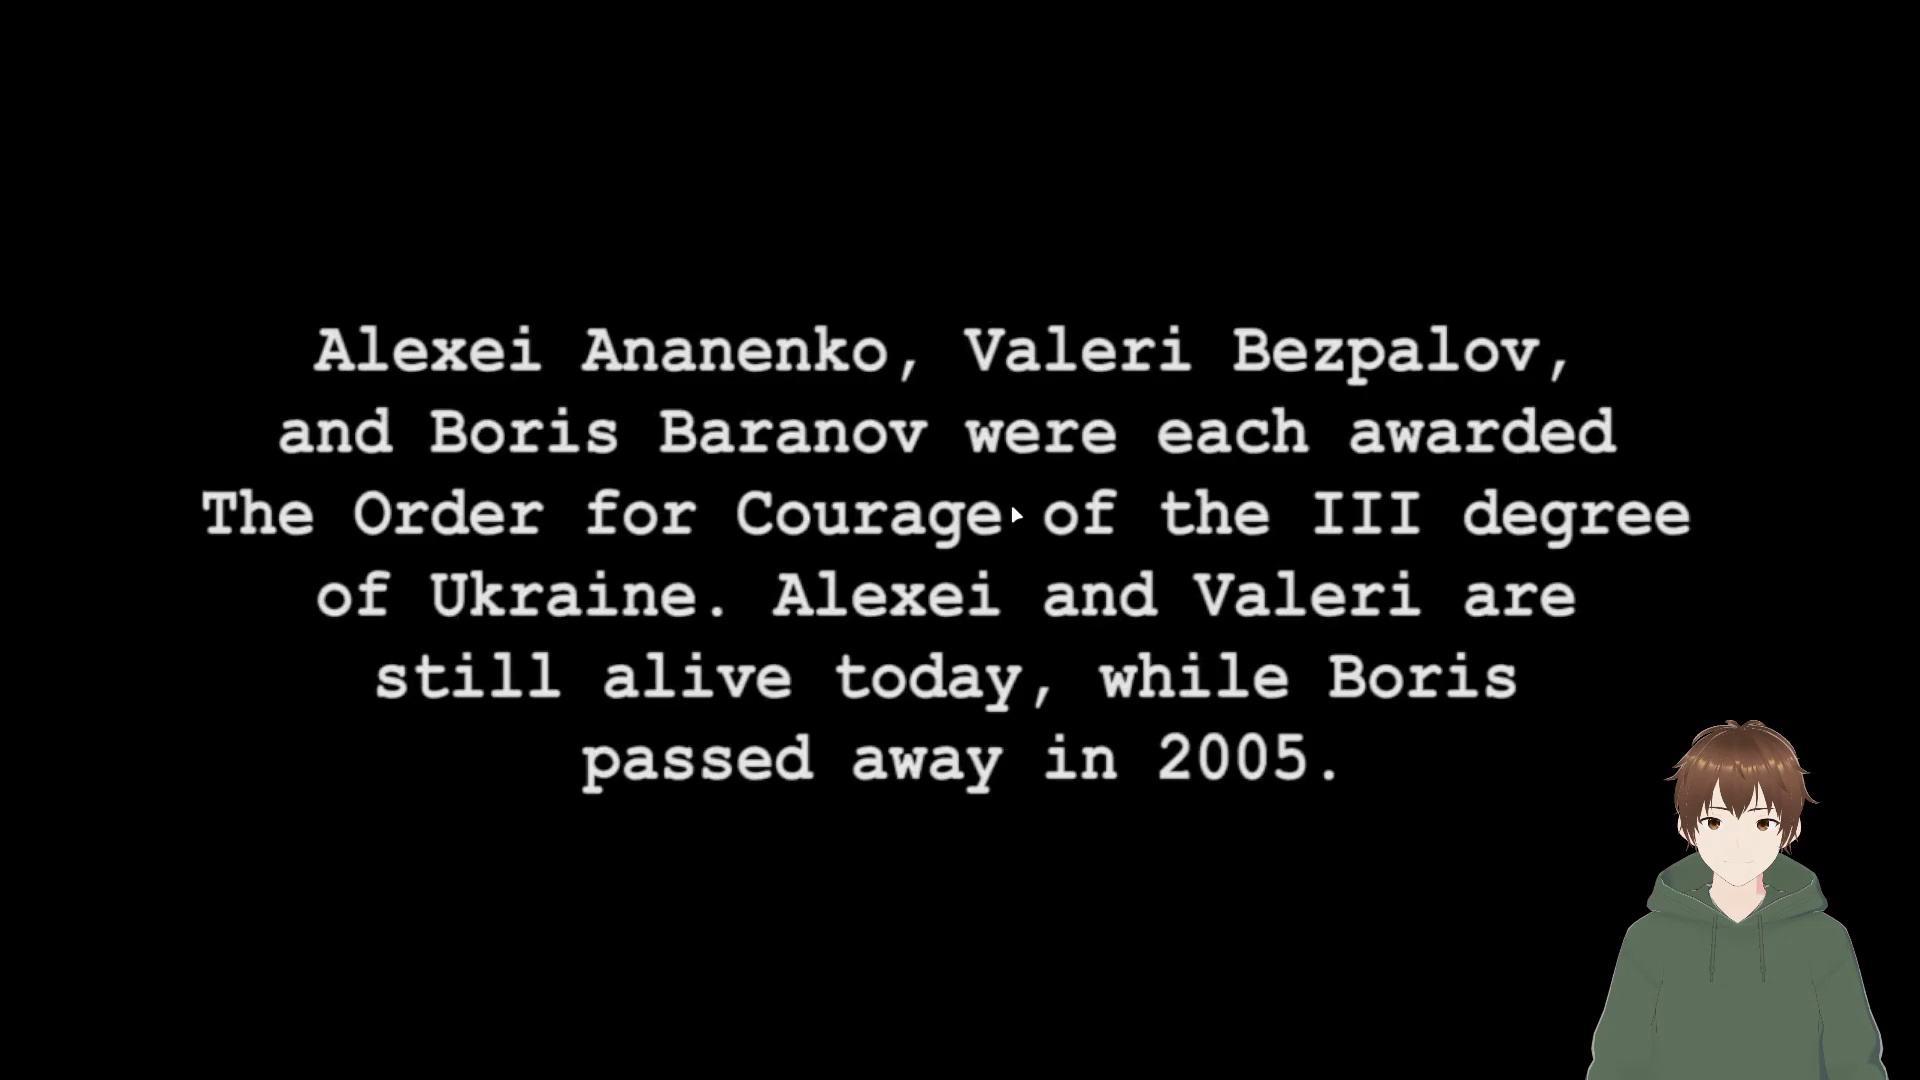 Alexei Ananenko, Valeri Bezpalov,
and Boris Baranov were each awarded
The Order for Courage of the III degree
of Ukraine. Alexei and Valeri are
still alive today, while Boris
passed away in 2005.